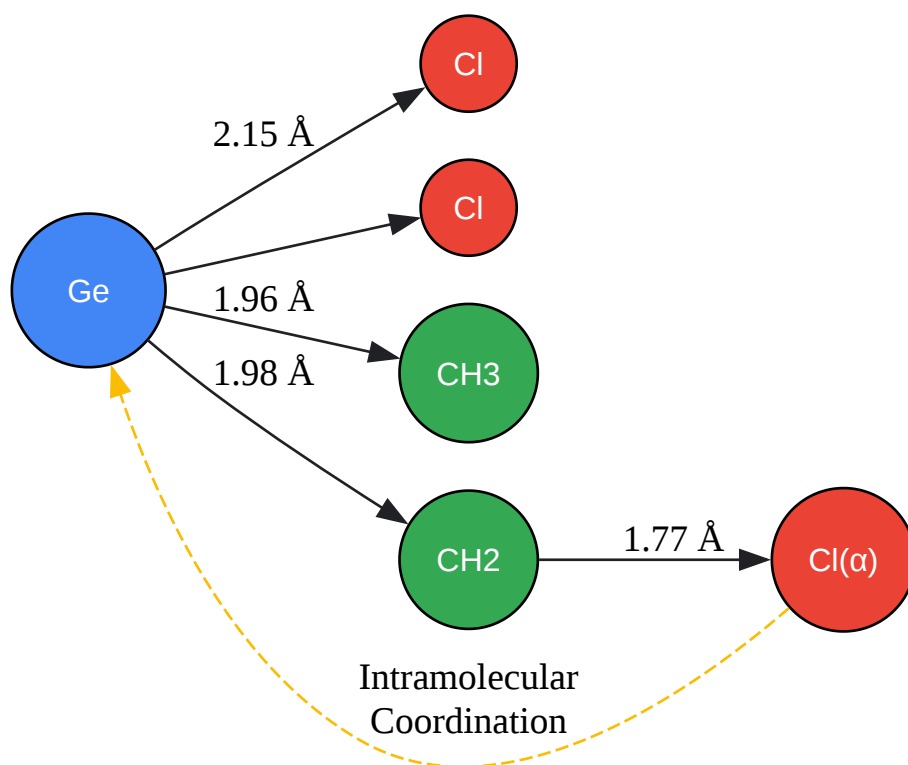 Cl
2.15 Å
Cl
Ge
1.96 Å
1.98 Å
CH3
CH2
1.77 Å
Cl(α)
Intramolecular
Coordination